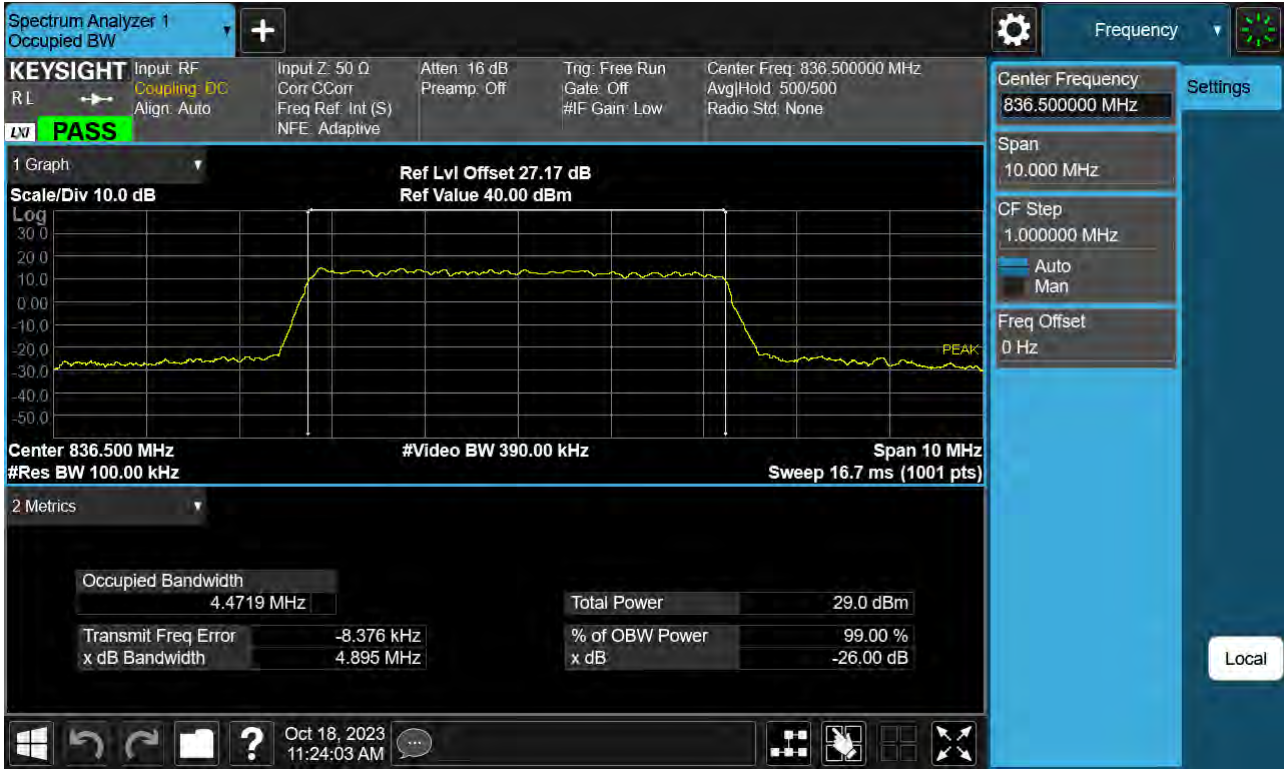 Spectrum Analyzer 1
Occupied BW
+
Frequency
KEYSIGHT
RL
LXI PASS
Input: RF
Coupling: DC
Align: Auto
Input Z: 50 Ω
Corr CCorr
Freq Ref: Int (S)
NFE: Adaptive
Atten: 16 dB
Preamp: Off
Trig: Free Run
Gate: Off
#IF Gain: Low
Center Freq: 836.500000 MHz
Avg|Hold: 500/500
Radio Std: None
Center Frequency
836.500000 MHz
Settings
Span
10.000 MHz
CF Step
1.000000 MHz
Auto
Man
Freq Offset
0 Hz
Local
1 Graph
Scale/Div 10.0 dB
Ref Lvl Offset 27.17 dB
Ref Value 40.00 dBm
Log
30.0
20.0
10.0
0.00
-10.0
-20.0
-30.0
-40.0
-50.0
PEAK
Center 836.500 MHz
#Video BW 390.00 kHz
Span 10 MHz
#Res BW 100.00 kHz
Sweep 16.7 ms (1001 pts)
2 Metrics
Occupied Bandwidth
4.4719 MHz
Total Power 29.0 dBm
Transmit Freq Error -8.376 kHz
% of OBW Power 99.00 %
x dB Bandwidth 4.895 MHz
x dB -26.00 dB
?
Oct 18, 2023
11:24:03 AM